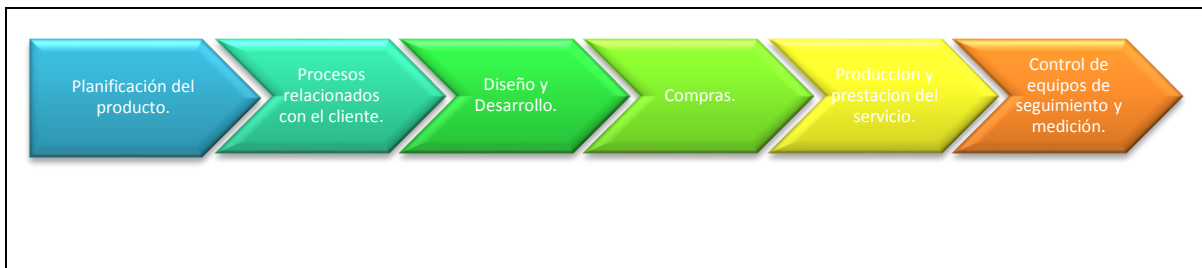 Planificación del
producto.
Procesos
relacionados
con el cliente.
Diseño y
Desarrollo.
Compras.
Produccion y
prestacion del
servicio.
Control de
equipos de
seguimiento y
medición.